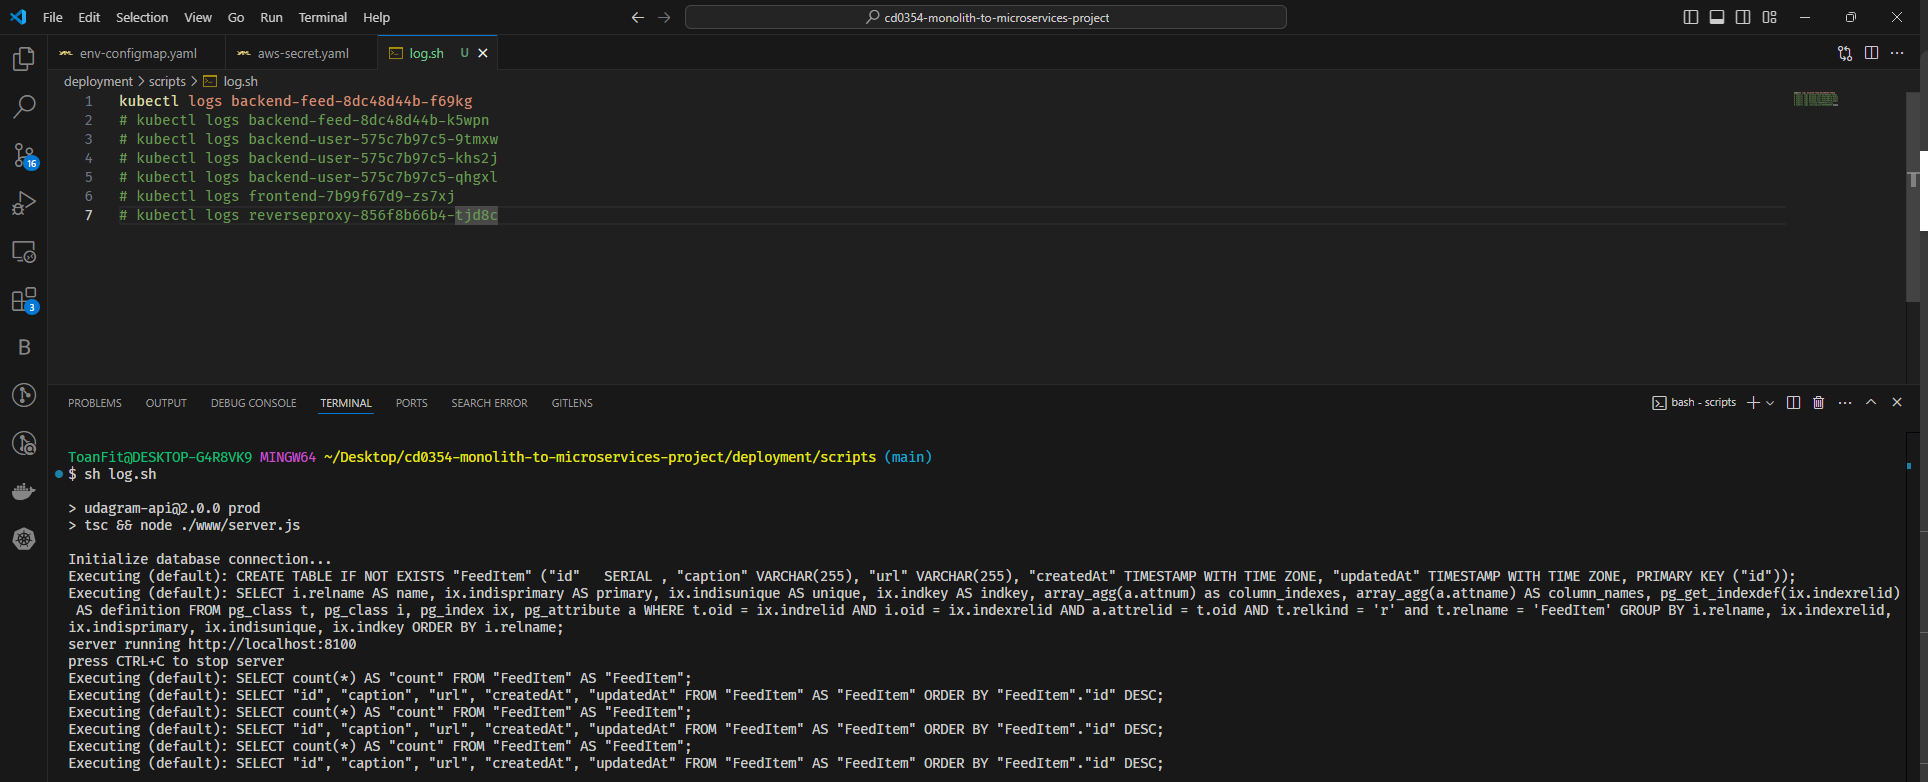 File Edit Selection View Go Run Terminal Help
cd0354-monolith-to-microservices-project
env-configmap.yaml aws-secret.yaml log.sh U
deployment > scripts > log.sh
1 kubectl logs backend-feed-8dc48d44b-f69kg
2 # kubectl logs backend-feed-8dc48d44b-k5wpn
3 # kubectl logs backend-user-575c7b97c5-9tmxw
4 # kubectl logs backend-user-575c7b97c5-khs2j
5 # kubectl logs backend-user-575c7b97c5-qhgxl
6 # kubectl logs frontend-7b99f67d9-zs7xj
7 # kubectl logs reverseproxy-856f8b66b4-tjd8c
16
3
B
PROBLEMS OUTPUT DEBUG CONSOLE TERMINAL PORTS SEARCH ERROR GITLENS
bash - scripts
ToanFit@DESKTOP-G4R8VK9 MINGW64 ~/Desktop/cd0354-monolith-to-microservices-project/deployment/scripts (main)
$ sh log.sh
> udagram-api@2.0.0 prod
> tsc && node ./www/server.js
Initialize database connection...
Executing (default): CREATE TABLE IF NOT EXISTS "FeedItem" ("id"   SERIAL , "caption" VARCHAR(255), "url" VARCHAR(255), "createdAt" TIMESTAMP WITH TIME ZONE, "updatedAt" TIMESTAMP WITH TIME ZONE, PRIMARY KEY ("id"));
Executing (default): SELECT i.relname AS name, ix.indisprimary AS primary, ix.indisunique AS unique, ix.indkey AS indkey, array_agg(a.attnum) as column_indexes, array_agg(a.attname) AS column_names, pg_get_indexdef(ix.indexrelid)
AS definition FROM pg_class t, pg_class i, pg_index ix, pg_attribute a WHERE t.oid = ix.indrelid AND i.oid = ix.indexrelid AND a.attrelid = t.oid AND t.relkind = 'r' and t.relname = 'FeedItem' GROUP BY i.relname, ix.indexrelid,
ix.indisprimary, ix.indisunique, ix.indkey ORDER BY i.relname;
server running http://localhost:8100
press CTRL+C to stop server
Executing (default): SELECT count(*) AS "count" FROM "FeedItem" AS "FeedItem";
Executing (default): SELECT "id", "caption", "url", "createdAt", "updatedAt" FROM "FeedItem" AS "FeedItem" ORDER BY "FeedItem"."id" DESC;
Executing (default): SELECT count(*) AS "count" FROM "FeedItem" AS "FeedItem";
Executing (default): SELECT "id", "caption", "url", "createdAt", "updatedAt" FROM "FeedItem" AS "FeedItem" ORDER BY "FeedItem"."id" DESC;
Executing (default): SELECT count(*) AS "count" FROM "FeedItem" AS "FeedItem";
Executing (default): SELECT "id", "caption", "url", "createdAt", "updatedAt" FROM "FeedItem" AS "FeedItem" ORDER BY "FeedItem"."id" DESC;